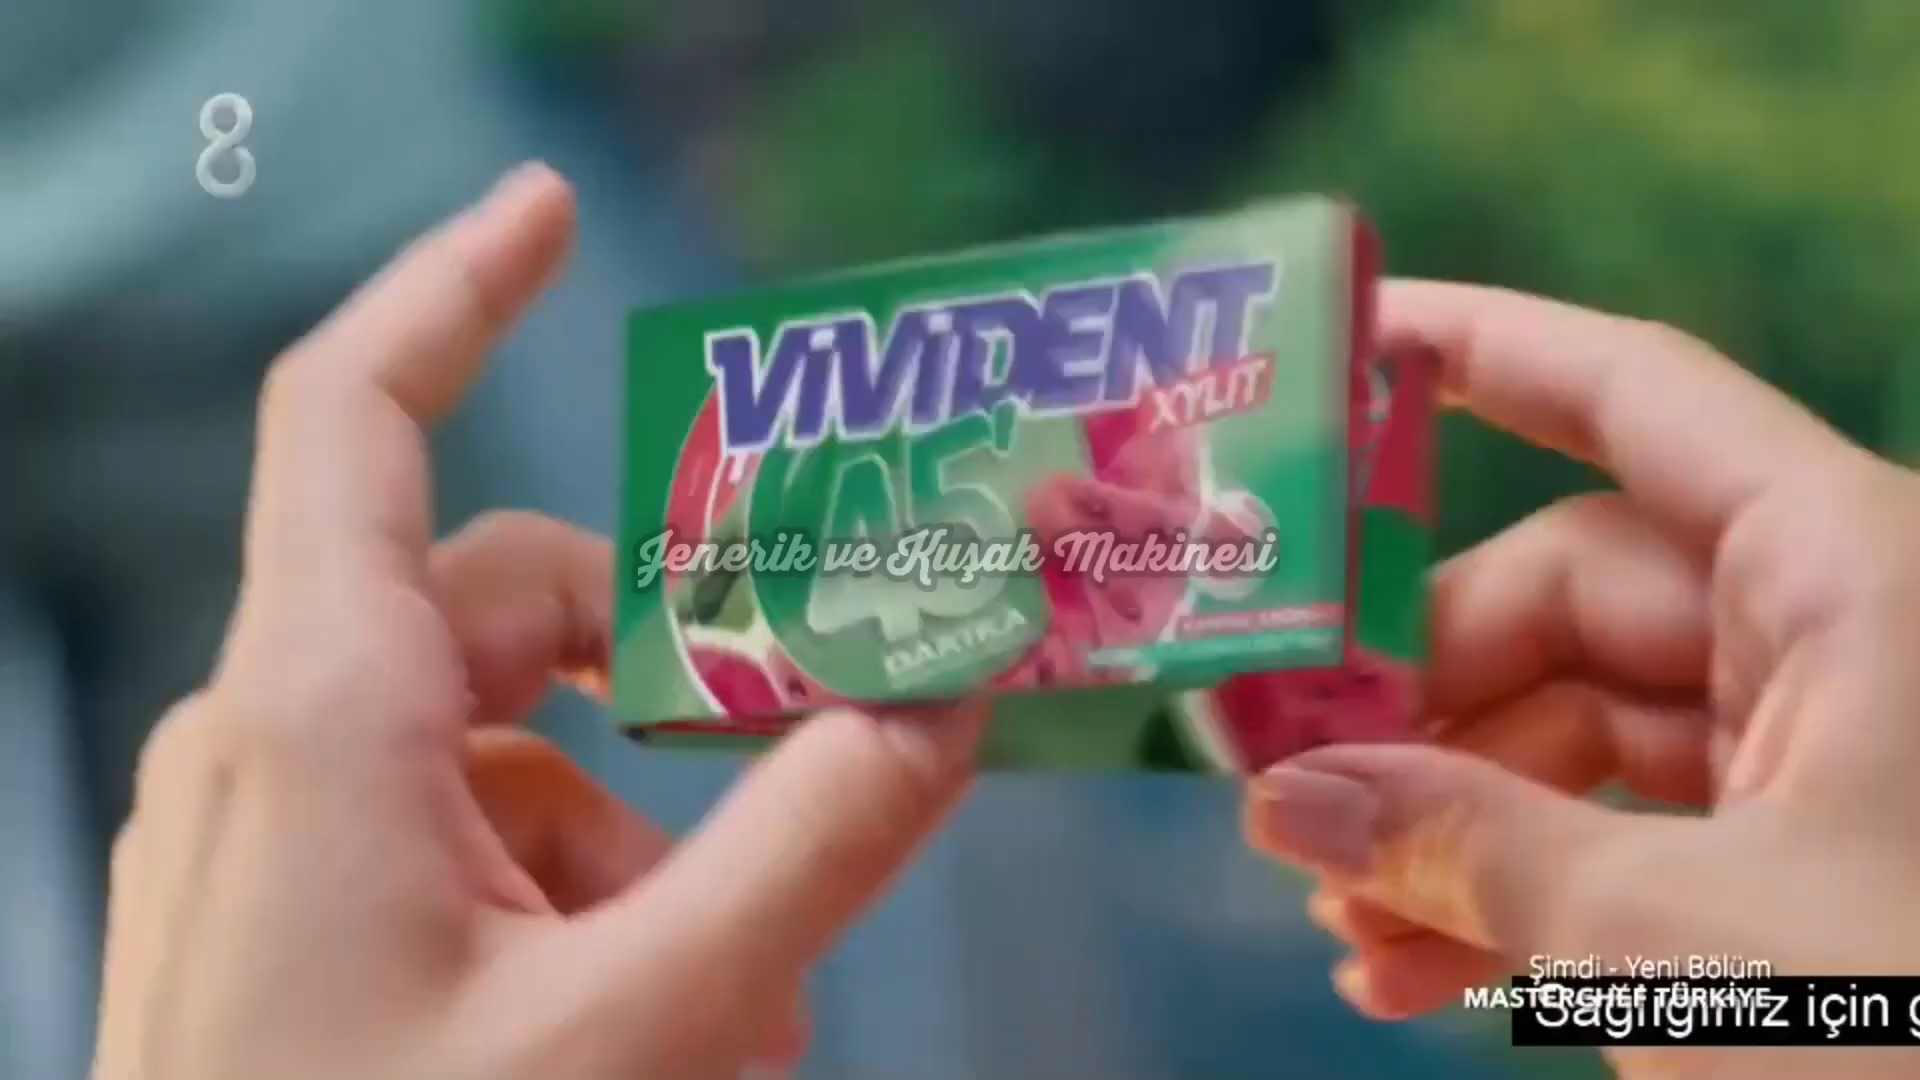 8
ViViDENT
XYLIT
45'
DAKİKA
Jenerik ve Kuşak Makinesi
Şimdi - Yeni Bölüm
MASTERCHEF TÜRKİYE
Sağlığınız için g